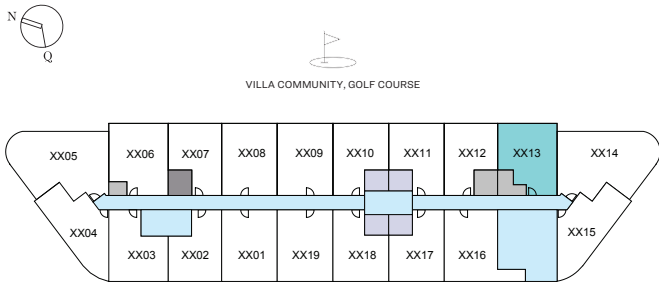 N
Q
VILLA COMMUNITY, GOLF COURSE
XX05 XX06 XX07 XX08 XX09 XX10 XX11 XX12 XX13 XX14
XX04 XX03 XX02 XX01 XX19 XX18 XX17 XX16 XX15